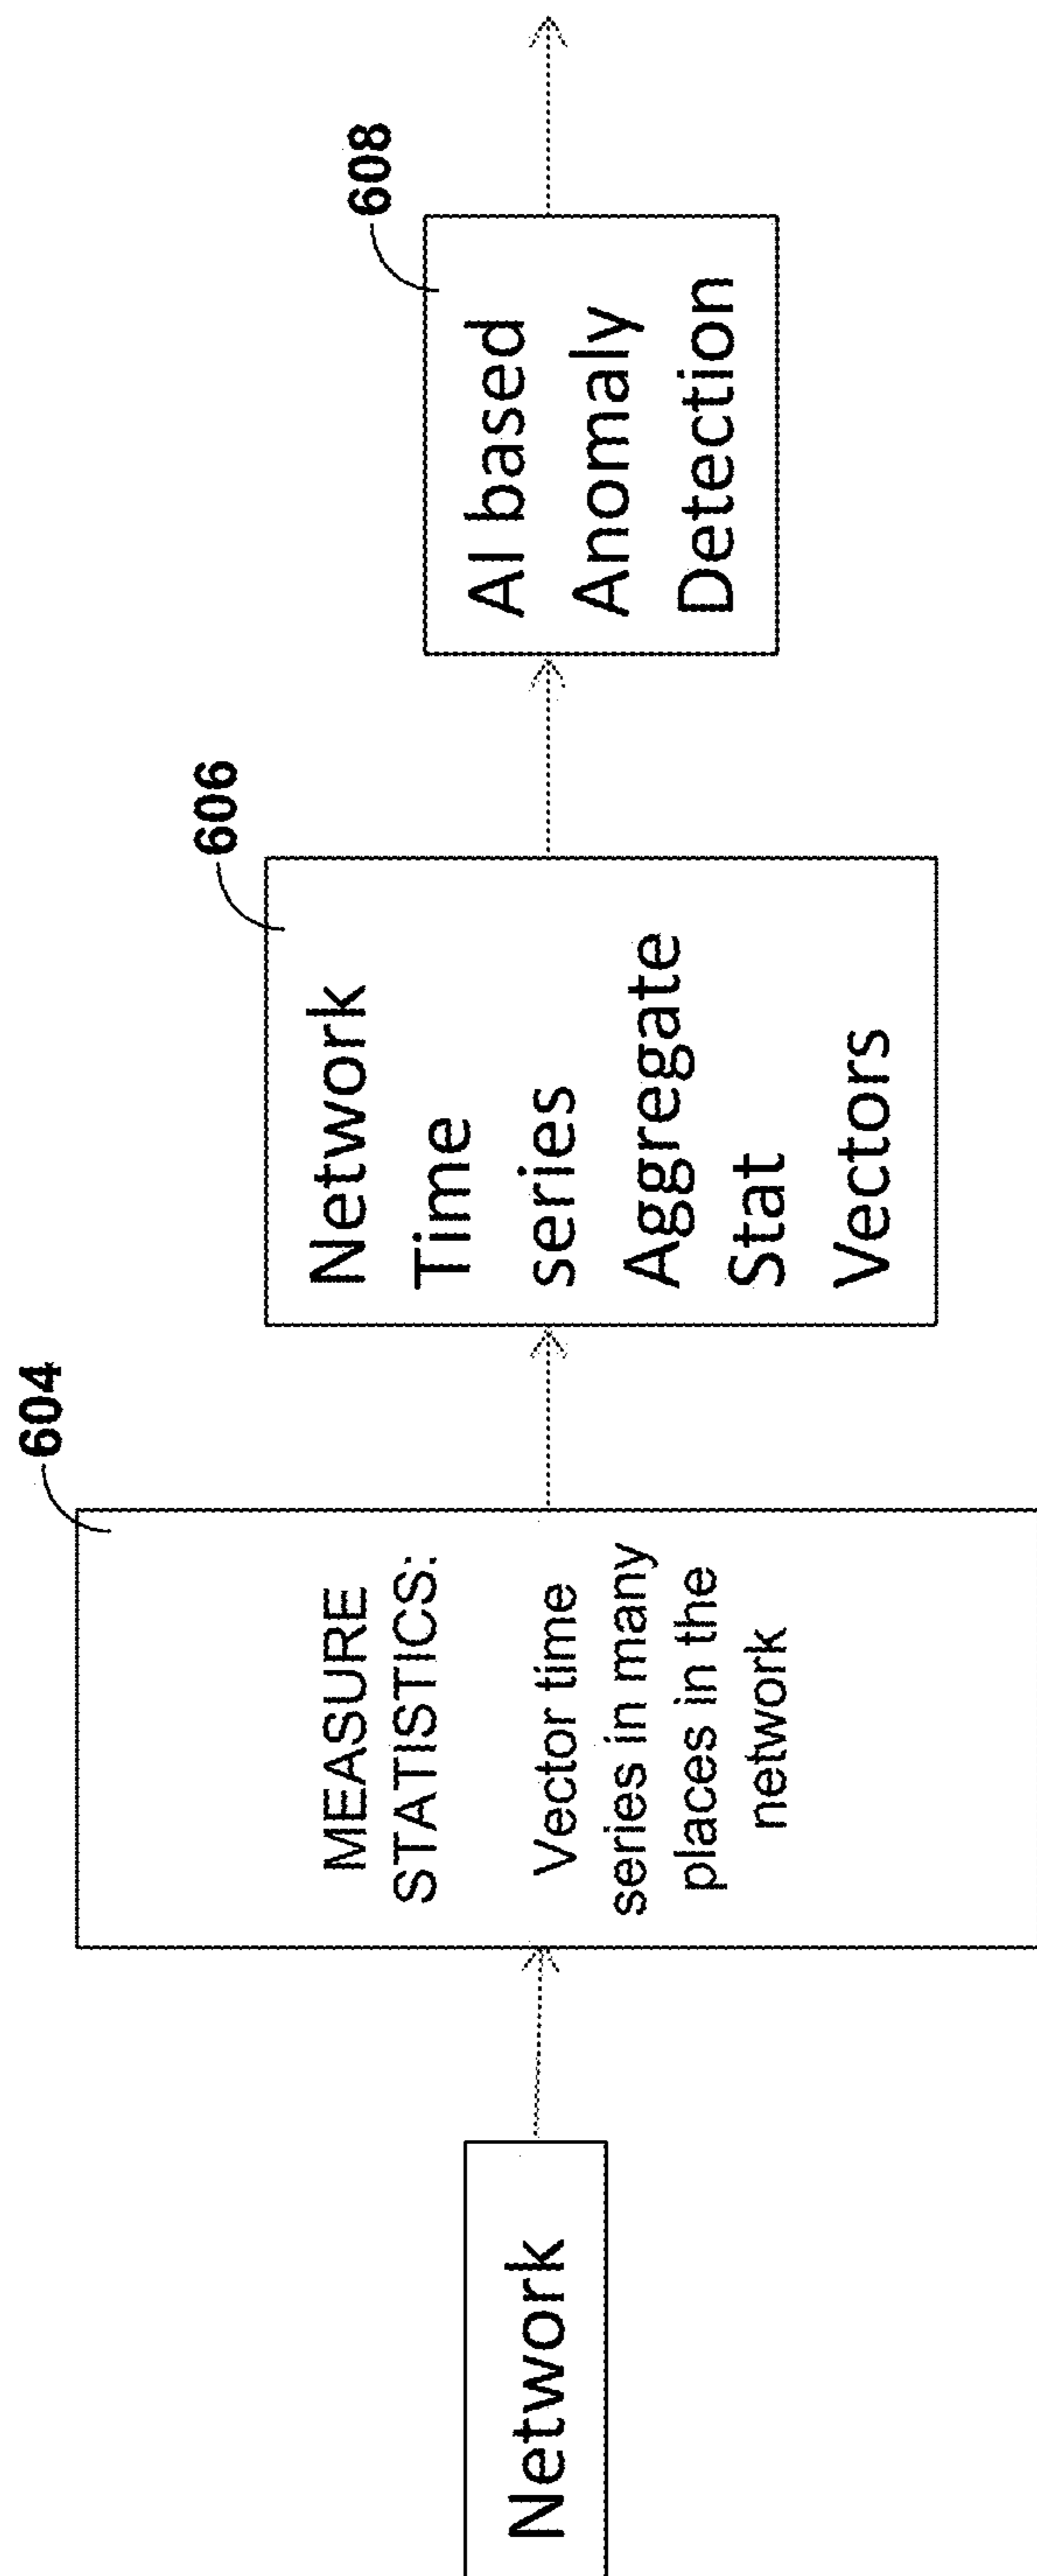 Network
604
MEASURE
STATISTICS:
Vector time
series in many
places in the
network
606
Network
Time
series
Aggregate
Stat
Vectors
608
AI based
Anomaly
Detection